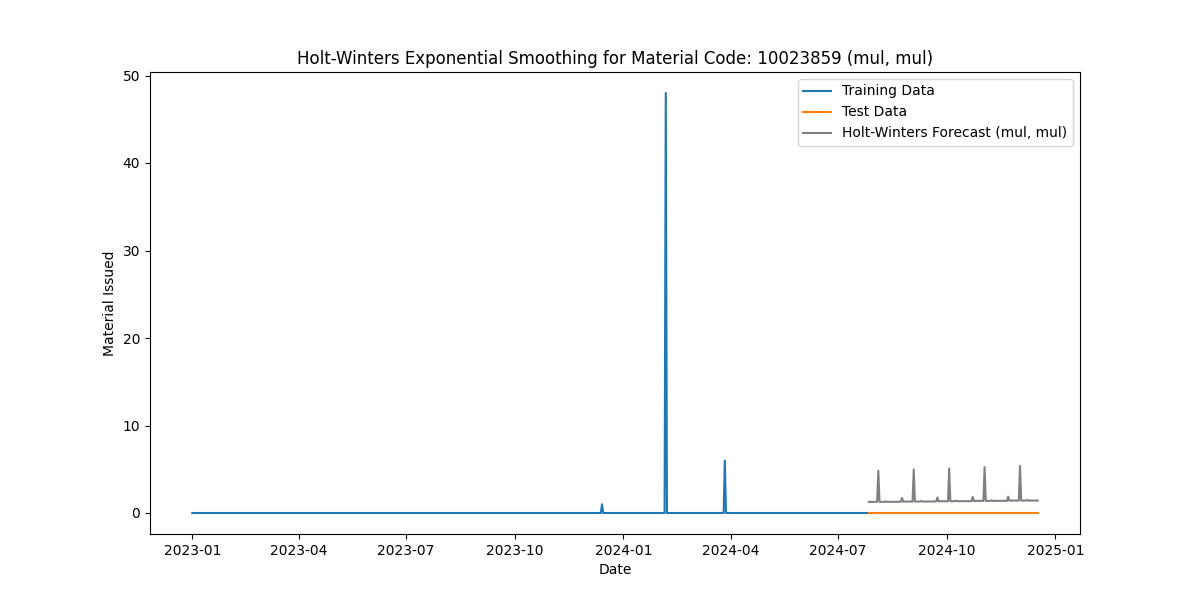 Holt-Winters Exponential Smoothing for Material Code: 10023859 (mul, mul)
Training Data
Test Data
Holt-Winters Forecast (mul, mul)
Material Issued
50
40
30
20
10
0
2023-01 2023-04 2023-07 2023-10 2024-01 2024-04 2024-07 2024-10 2025-01
Date